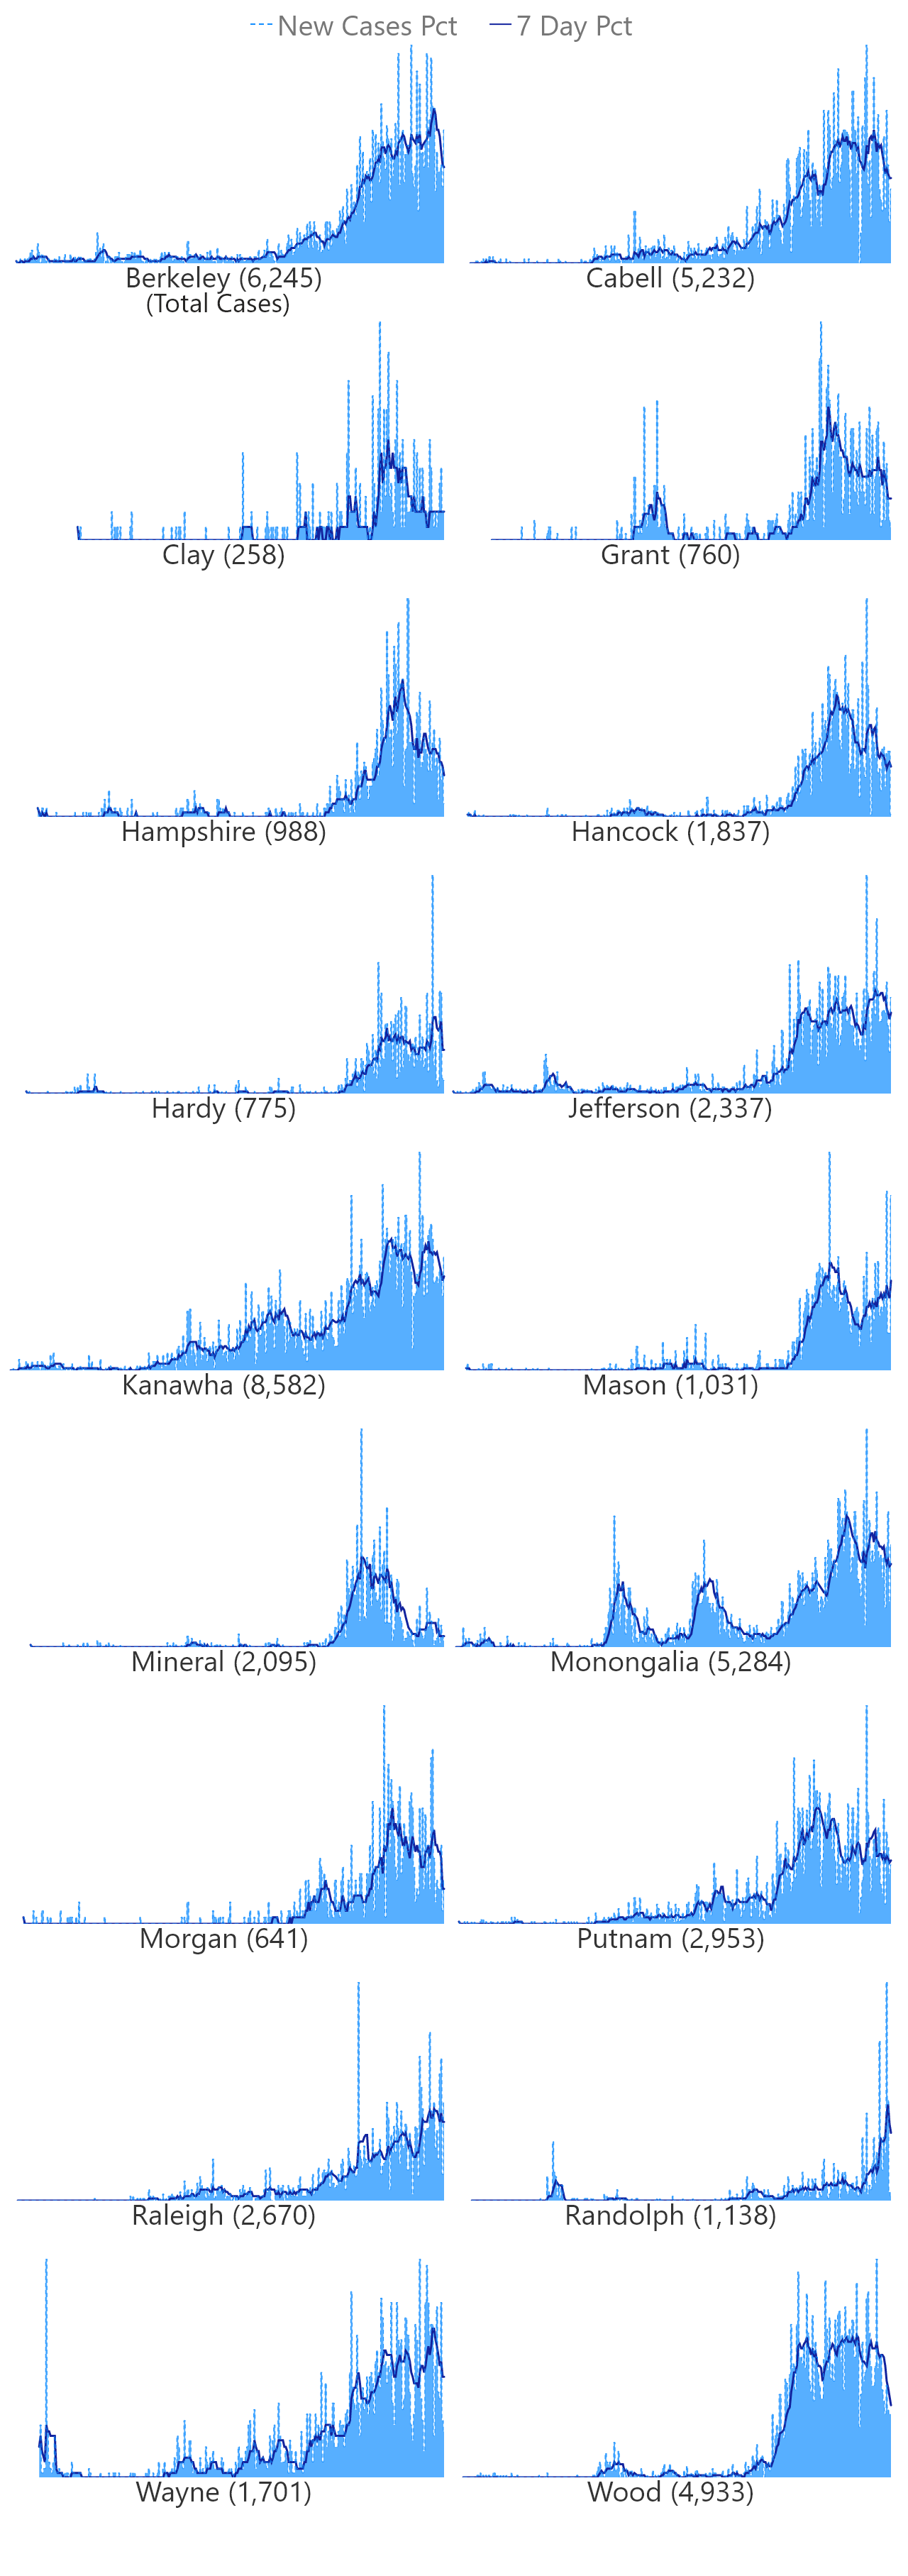 New Cases Pct 7 Day Pct
Berkeley (6,245) Cabell (5,232)
(Total Cases)
Clay (258) Grant (760)
Hampshire (988) Hancock (1,837)
Hardy (775) Jefferson (2,337)
Kanawha (8,582) Mason (1,031)
Mineral (2,095) Monongalia (5,284)
Morgan (641) Putnam (2,953)
Raleigh (2,670) Randolph (1,138)
Wayne (1,701) Wood (4,933)